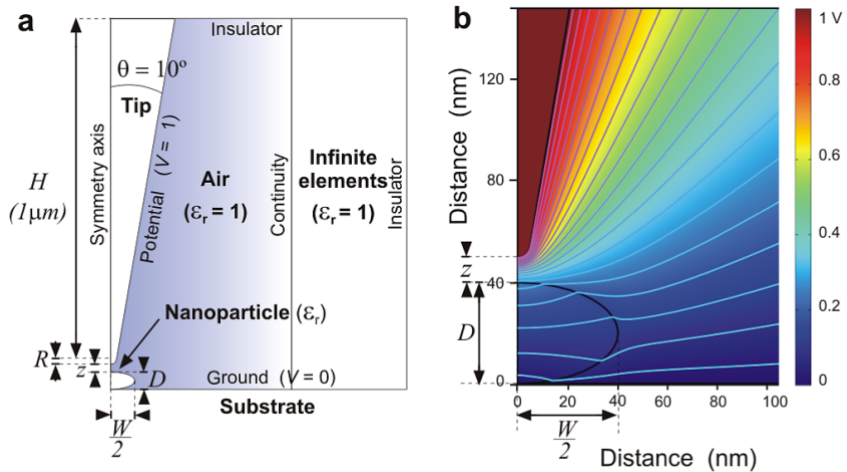 a
Insulator
θ = 10º
Tip
H
(1μm)
Symmetry axis
Potential (V = 1)
Air
(εr = 1)
Continuity
Infinite
elements
(εr = 1)
Insulator
Nanoparticle (εr)
R
z
D
Ground (V=0)
W
2
Substrate
b
Distance (nm)
120
80
40
0
z
D
0
20
40
60
80
100
W
2
Distance (nm)
1 V
0.8
0.6
0.4
0.2
0